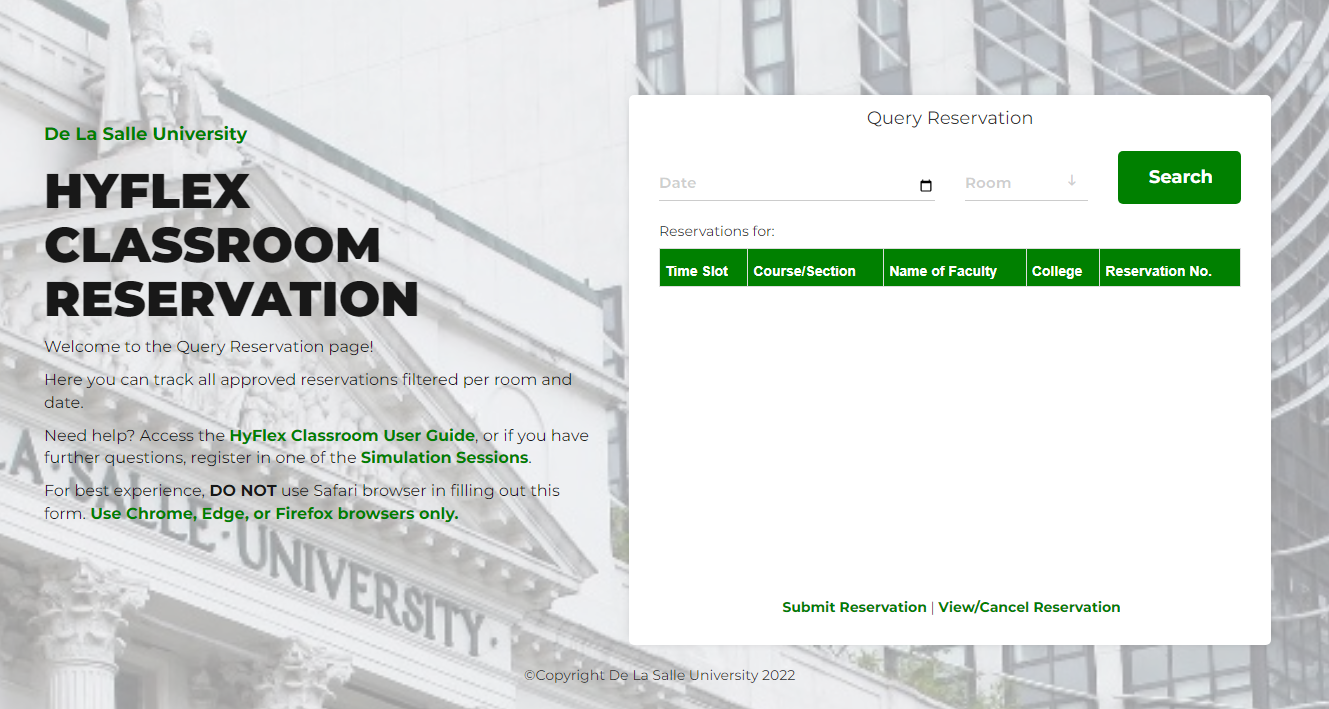 De La Salle University
HYFLEX
CLASSROOM
RESERVATION
Welcome to the Query Reservation page!
Here you can track all approved reservations filtered per room and
date.
Need help? Access the HyFlex Classroom User Guide, or if you have
further questions, register in one of the Simulation Sessions.
For best experience, DO NOT use Safari browser in filling out this
form. Use Chrome, Edge, or Firefox browsers only.
LA·SALLE·UNIVERSITY·
Query Reservation
Date
Room
Search
Reservations for:
Time Slot Course/Section Name of Faculty College Reservation No.
Submit Reservation | View/Cancel Reservation
©Copyright De La Salle University 2022